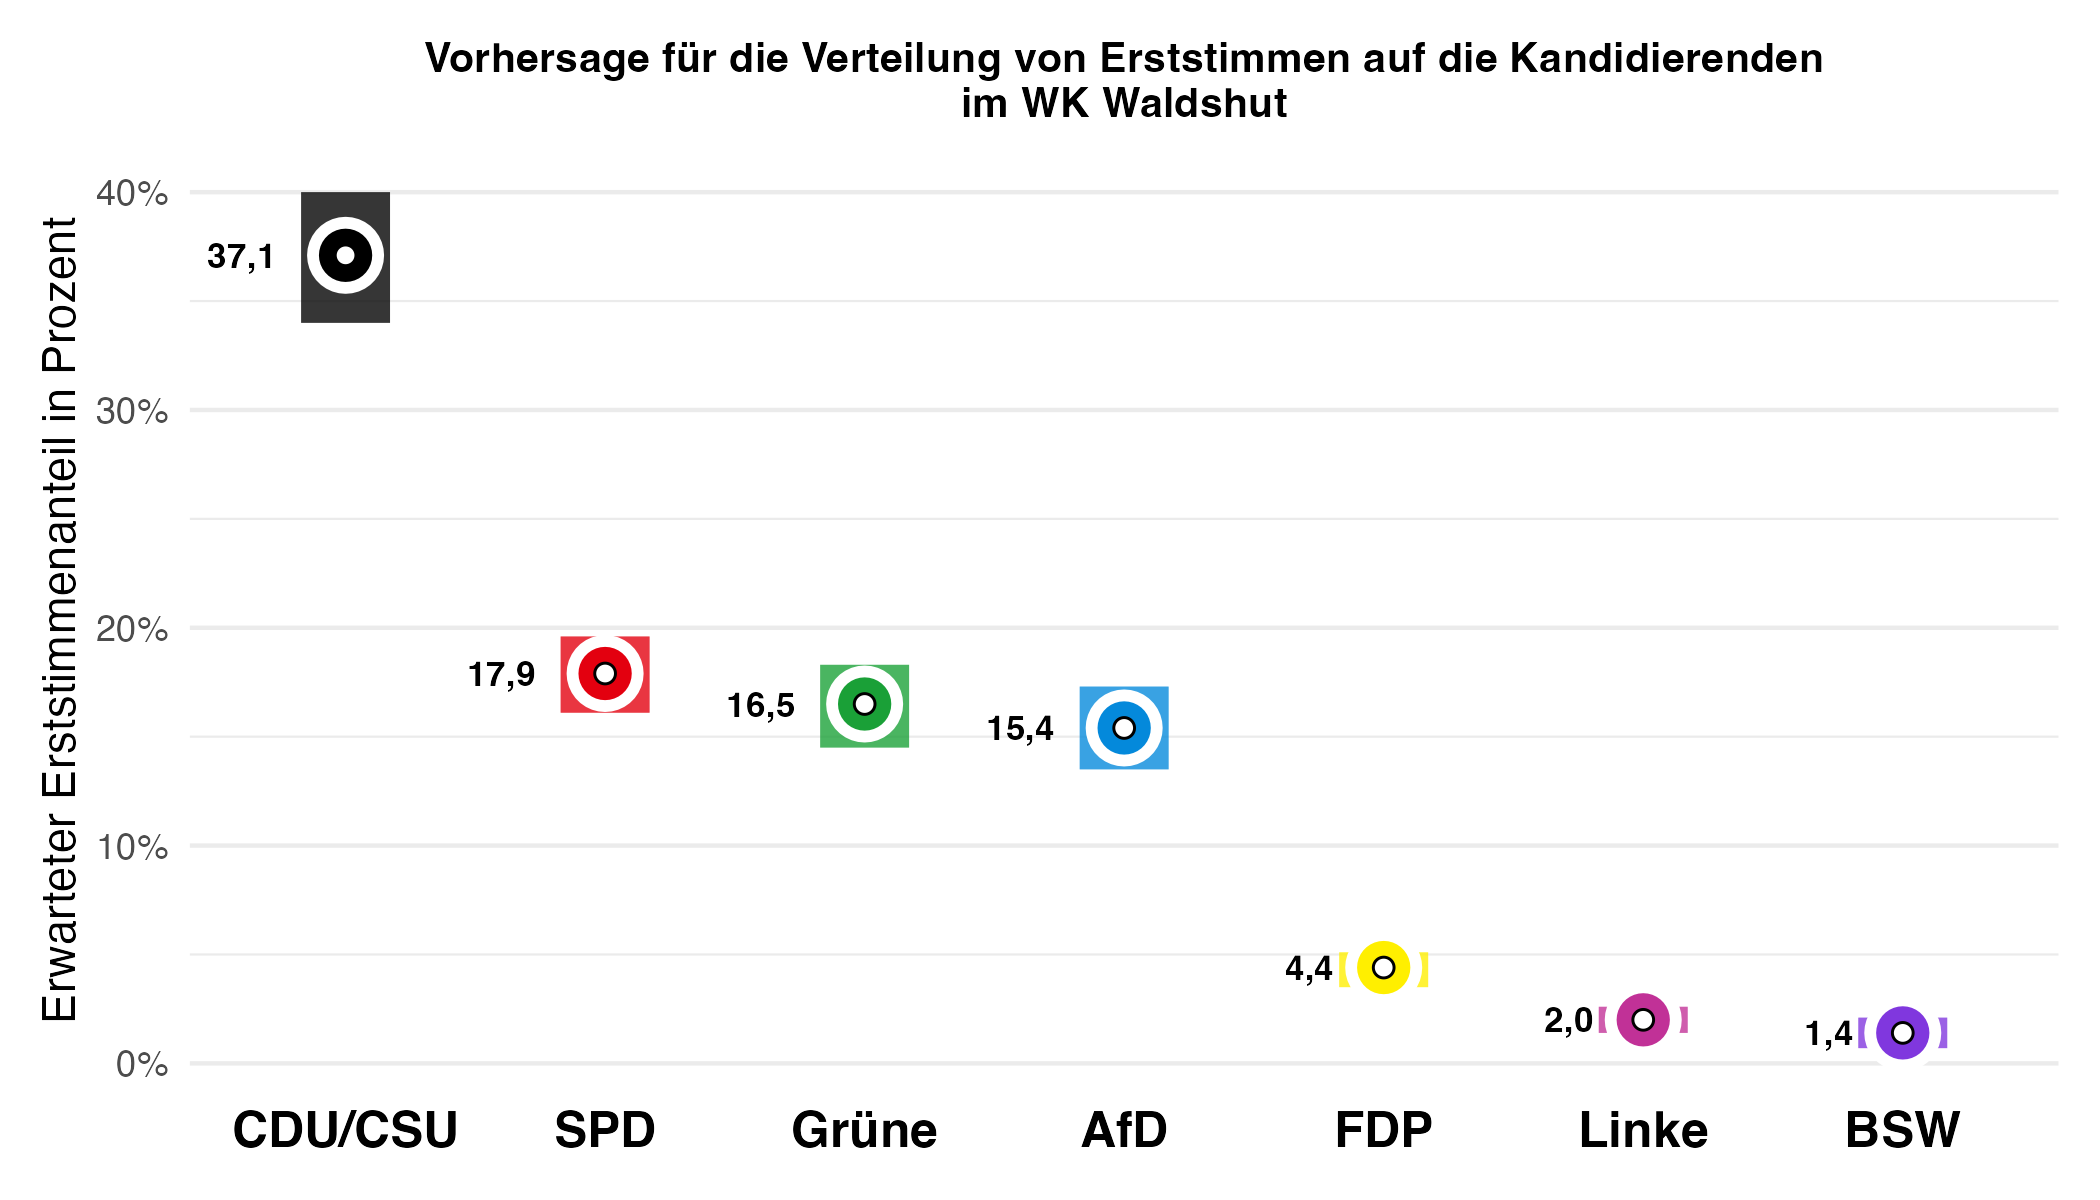 Vorhersage für die Verteilung von Erststimmen auf die Kandidierenden
im WK Waldshut
Erwarteter Erststimmenanteil in Prozent
40%
30%
20%
10%
0%
37,1
17,9
16,5
15,4
4,4
2,0
1,4
CDU/CSU
SPD
Grüne
AfD
FDP
Linke
BSW